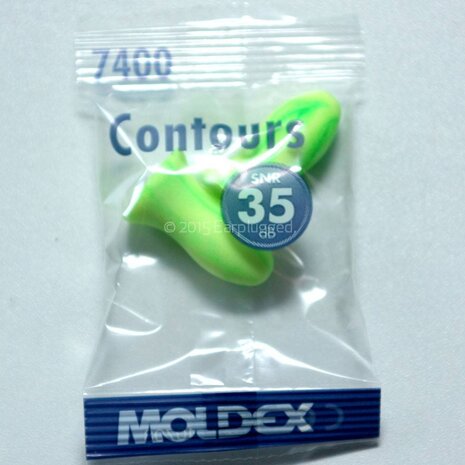 7400
Contours
SNR
35
dB
© 2015 Earplugged.
MOLDEX